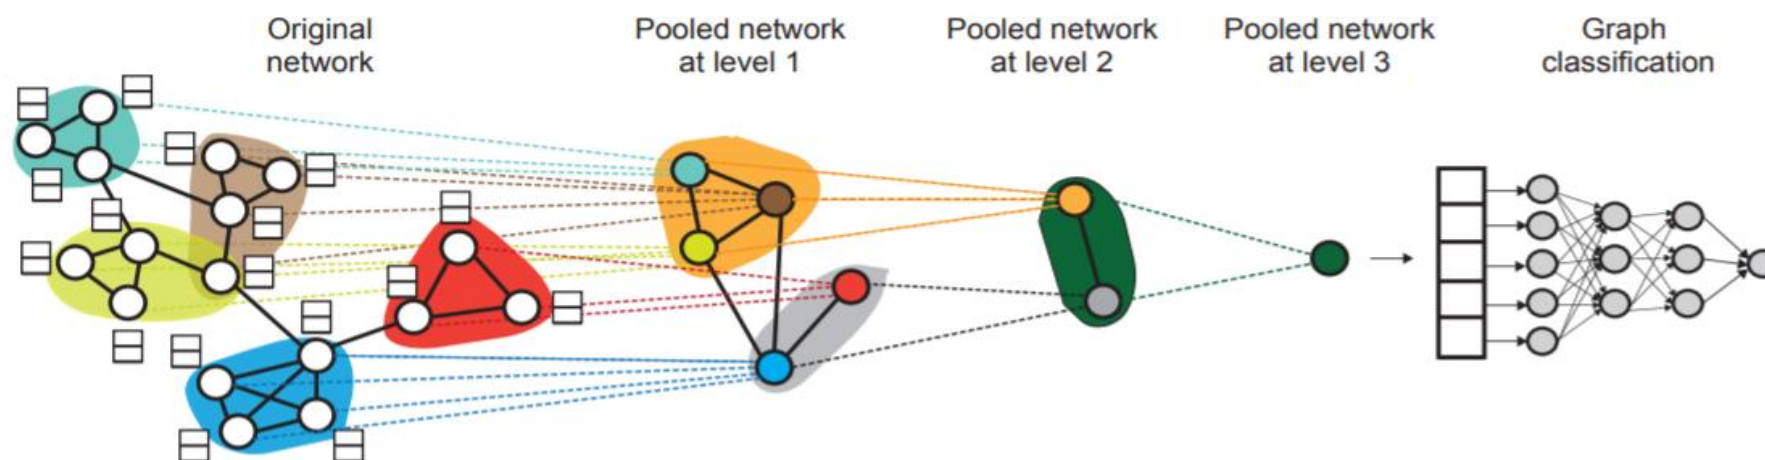 Original
network
Pooled network
at level 1
Pooled network
at level 2
Pooled network
at level 3
Graph
classification